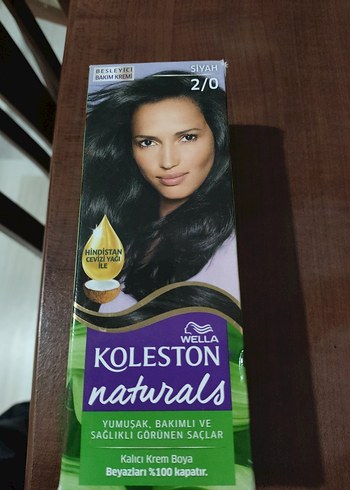 BESLEYİCİ
BAKIM KREMİ
SİYAH
2/0
HİNDİSTAN
CEVİZİ YAĞI
İLE
WELLA
KOLESTON
naturals
YUMUŞAK, BAKIMLI VE
SAĞLIKLI GÖRÜNEN SAÇLAR
Kalıcı Krem Boya
Beyazları %100 kapatır.